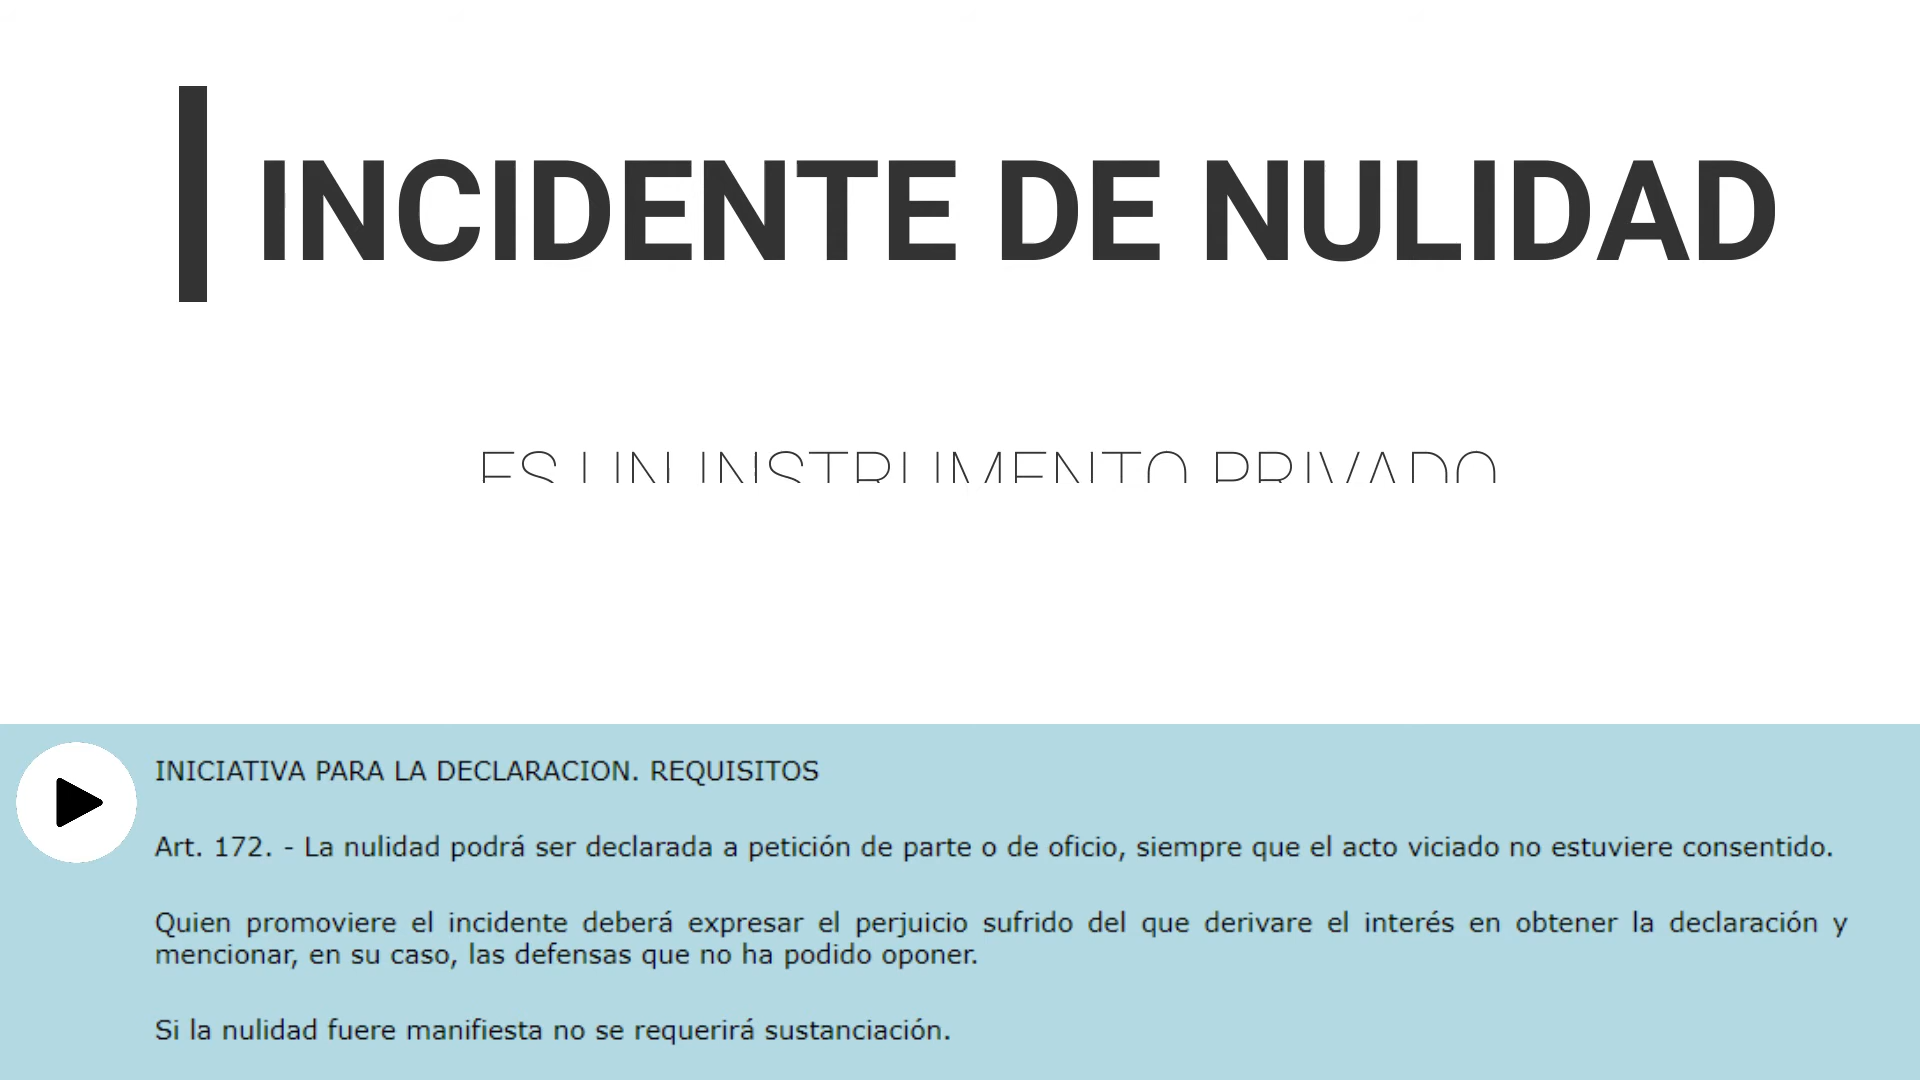 INCIDENTE DE NULIDAD
ES UN INSTRUMENTO PRIVADO
INICIATIVA PARA LA DECLARACION. REQUISITOS
Art. 172. - La nulidad podrá ser declarada a petición de parte o de oficio, siempre que el acto viciado no estuviere consentido.
Quien promoviere el incidente deberá expresar el perjuicio sufrido del que derivare el interés en obtener la declaración y
mencionar, en su caso, las defensas que no ha podido oponer.
Si la nulidad fuere manifiesta no se requerirá sustanciación.